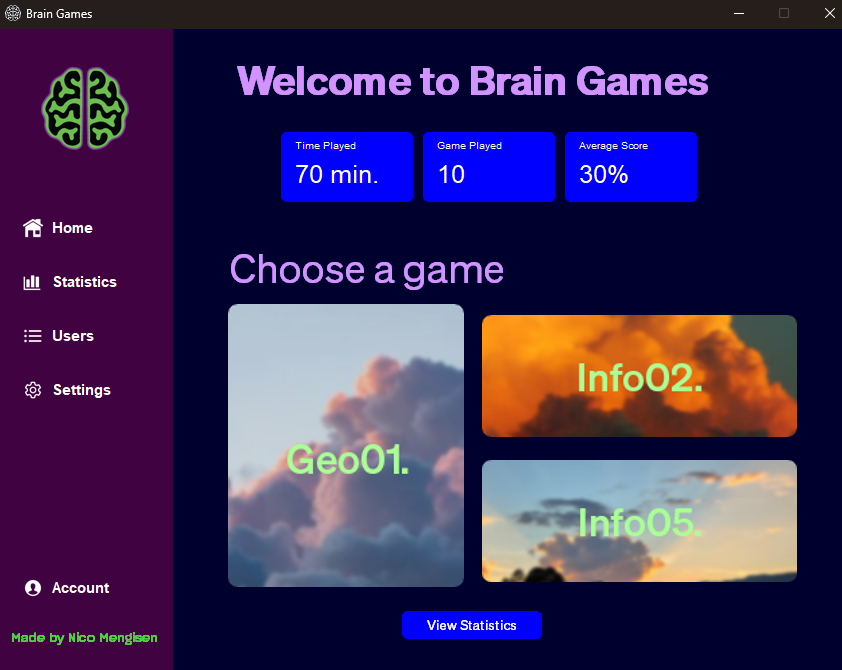 Brain Games
Home
Statistics
Users
Settings
Account
Made by Nico Mengisen
Welcome to Brain Games
Time Played
70 min.
Game Played
10
Average Score
30%
Choose a game
Geo01.
Info02.
Info05.
View Statistics